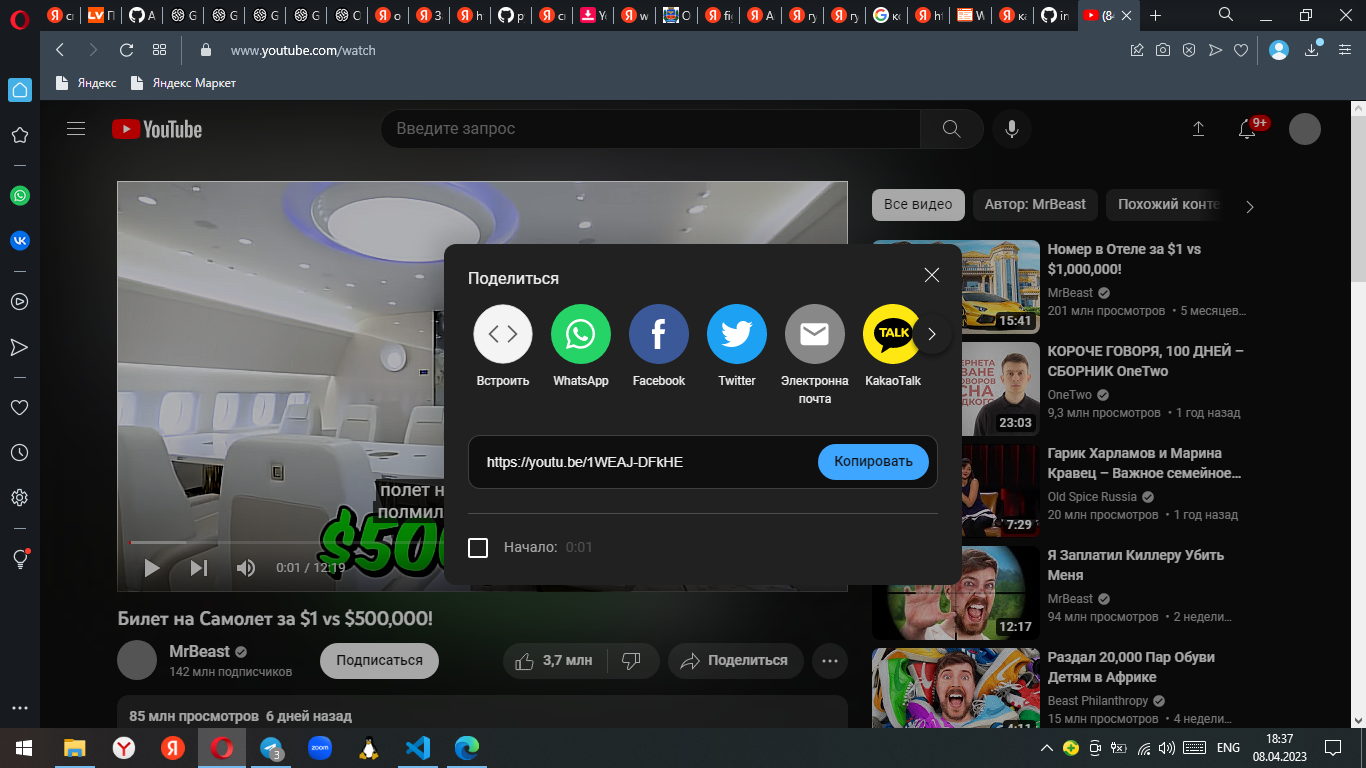 www.youtube.com/watch
Яндекс
Яндекс Маркет
YouTube
Введите запрос
9+
Все видео
Автор: MrBeast
Похожий конте
Поделиться
Встроить
WhatsApp
Facebook
Twitter
Электронна
почта
TALK
KakaoTalk
https://youtu.be/1WEAJ-DFkHE
Копировать
Начало: 0:01
полет н
полмил
$500
0:01 / 12:19
Билет на Самолет за $1 vs $500,000!
MrBeast
142 млн подписчиков
Подписаться
3,7 млн
Поделиться
85 млн просмотров 6 дней назад
Номер в Отеле за $1 vs
$1,000,000!
MrBeast
201 млн просмотров • 5 месяцев…
15:41
КОРОЧЕ ГОВОРЯ, 100 ДНЕЙ –
СБОРНИК OneTwo
OneTwo
9,3 млн просмотров • 1 год назад
23:03
Гарик Харламов и Марина
Кравец – Важное семейное…
Old Spice Russia
20 млн просмотров • 1 год назад
7:29
Я Заплатил Киллеру Убить
Меня
MrBeast
94 млн просмотров • 2 недели…
12:17
Раздал 20,000 Пар Обуви
Детям в Африке
Beast Philanthropy
15 млн просмотров • 4 недели…
4:11
3
zoom
ENG
18:37
08.04.2023